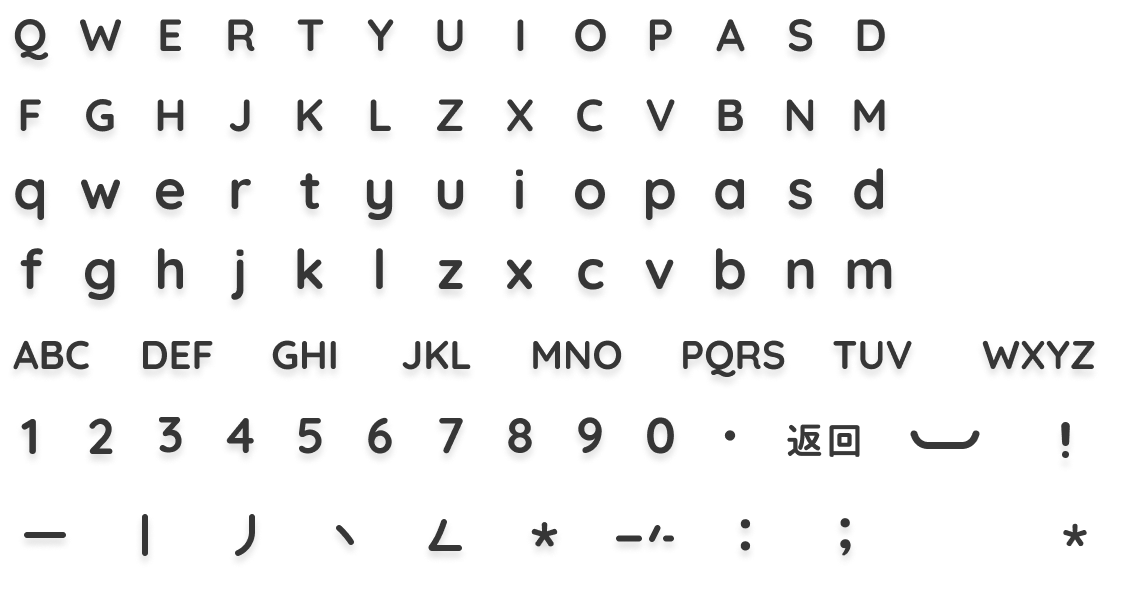 Q W E R T Y U I O P A S D
F G H J K L Z X C V B N M
q w e r t y u i o p a s d
f g h j k l z x c v b n m
ABC DEF GHI JKL MNO PQRS TUV WXYZ
1 2 3 4 5 6 7 8 9 0 · 返回 !
一 丨 丿 丶 ㄥ * : ; *